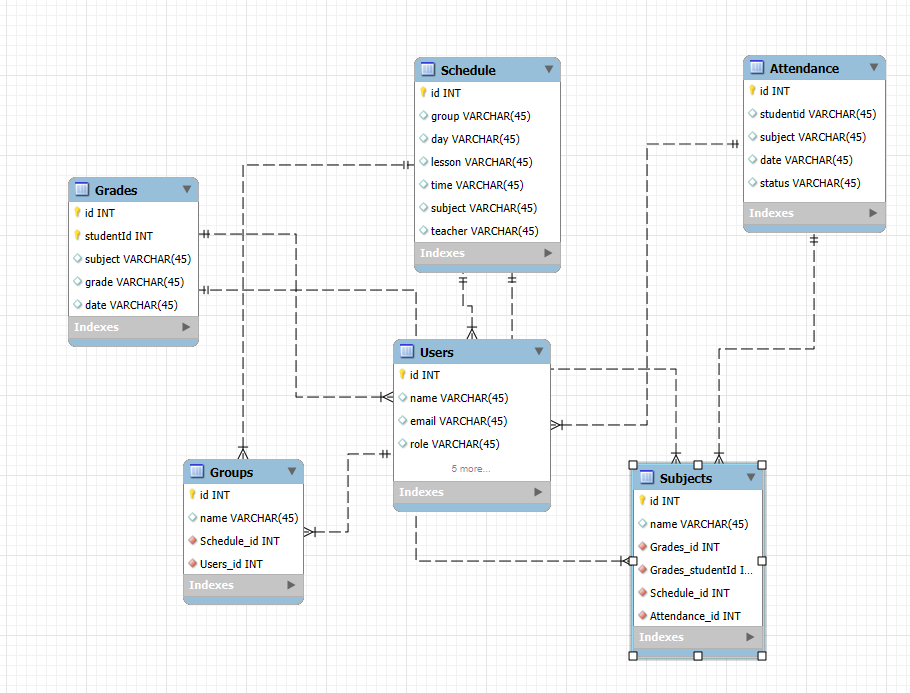 Schedule
id INT
group VARCHAR(45)
day VARCHAR(45)
lesson VARCHAR(45)
time VARCHAR(45)
subject VARCHAR(45)
teacher VARCHAR(45)
Indexes
Attendance
id INT
studentid VARCHAR(45)
subject VARCHAR(45)
date VARCHAR(45)
status VARCHAR(45)
Indexes
Grades
id INT
studentId INT
subject VARCHAR(45)
grade VARCHAR(45)
date VARCHAR(45)
Indexes
Users
id INT
name VARCHAR(45)
email VARCHAR(45)
role VARCHAR(45)
5 more...
Indexes
Groups
id INT
name VARCHAR(45)
Schedule_id INT
Users_id INT
Indexes
Subjects
id INT
name VARCHAR(45)
Grades_id INT
Grades_studentId I...
Schedule_id INT
Attendance_id INT
Indexes